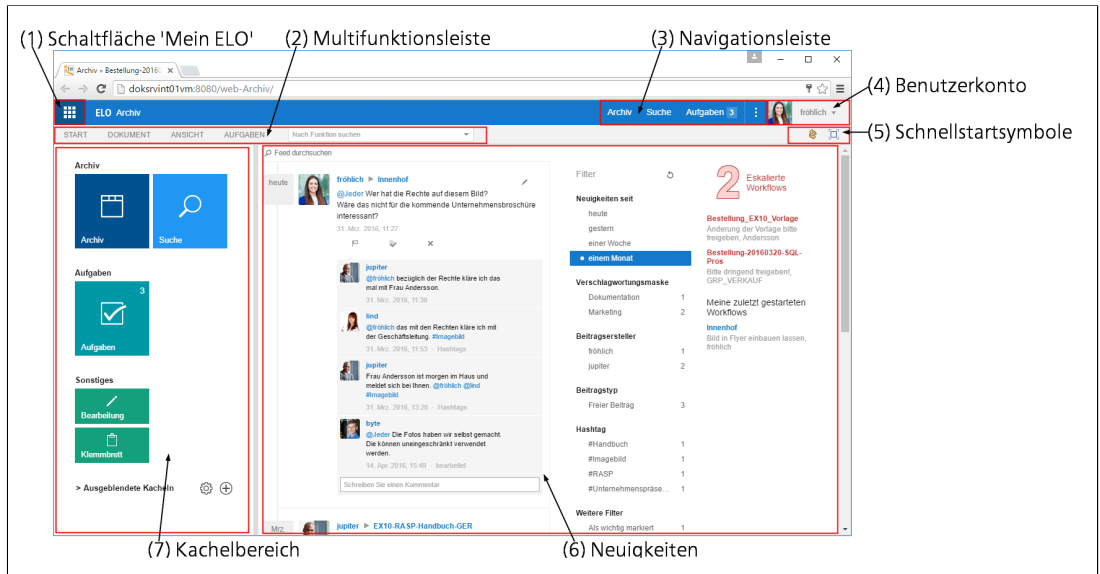 (1) Schaltfläche 'Mein ELO'
(2) Multifunktionsleiste
(3) Navigationsleiste
(4) Benutzerkonto
(5) Schnellstartsymbole
Archiv » Bestellung-2016
doksrvint01vm:8080/web-Archiv/
ELO Archiv
Archiv Suche Aufgaben 3
fröhlich
START DOKUMENT ANSICHT AUFGABEN
Nach Funktion suchen
Archiv
Archiv
Suche
Aufgaben
3
Aufgaben
Sonstiges
Bearbeitung
Klemmbrett
> Ausgeblendete Kacheln
Feed durchsuchen
heute
fröhlich ► Innenhof
@Jeder Wer hat die Rechte auf diesem Bild?
Wäre das nicht für die kommende Unternehmensbroschüre
interessant?
31. Mrz. 2016, 11:27
jupiter
@fröhlich bezüglich der Rechte kläre ich das
mal mit Frau Andersson.
31. Mrz. 2016, 11:30
lind
@fröhlich das mit den Rechten kläre ich mit
der Geschäftsleitung. #Imagebild
31. Mrz. 2016, 11:53 · Hashtags
jupiter
Frau Andersson ist morgen im Haus und
meldet sich bei Ihnen. @fröhlich @lind
#Imagebild
31. Mrz. 2016, 13:20 · Hashtags
byte
@Jeder Die Fotos haben wir selbst gemacht.
Die können uneingeschränkt verwendet
werden.
14. Apr. 2016, 15:49 · bearbeitet
Schreiben Sie einen Kommentar
Mrz.
jupiter ► EX10-RASP-Handbuch-GER
Filter
Neuigkeiten seit
heute
gestern
einer Woche
einem Monat
Verschlagwortungsmaske
Dokumentation 1
Marketing 2
Beitragsersteller
fröhlich 1
jupiter 2
Beitragstyp
Freier Beitrag 3
Hashtag
#Handbuch 1
#Imagebild 1
#RASP 1
#Unternehmenspräse... 1
Weitere Filter
Als wichtig markiert 1
2 Eskalierte
Workflows
Bestellung_EX10_Vorlage
Änderung der Vorlage bitte
freigeben, Andersson
Bestellung-20160320-SQL-
Pros
Bitte dringend freigeben!,
GRP_VERKAUF
Meine zuletzt gestarteten
Workflows
Innenhof
Bild in Flyer einbauen lassen,
fröhlich
(7) Kachelbereich
(6) Neuigkeiten